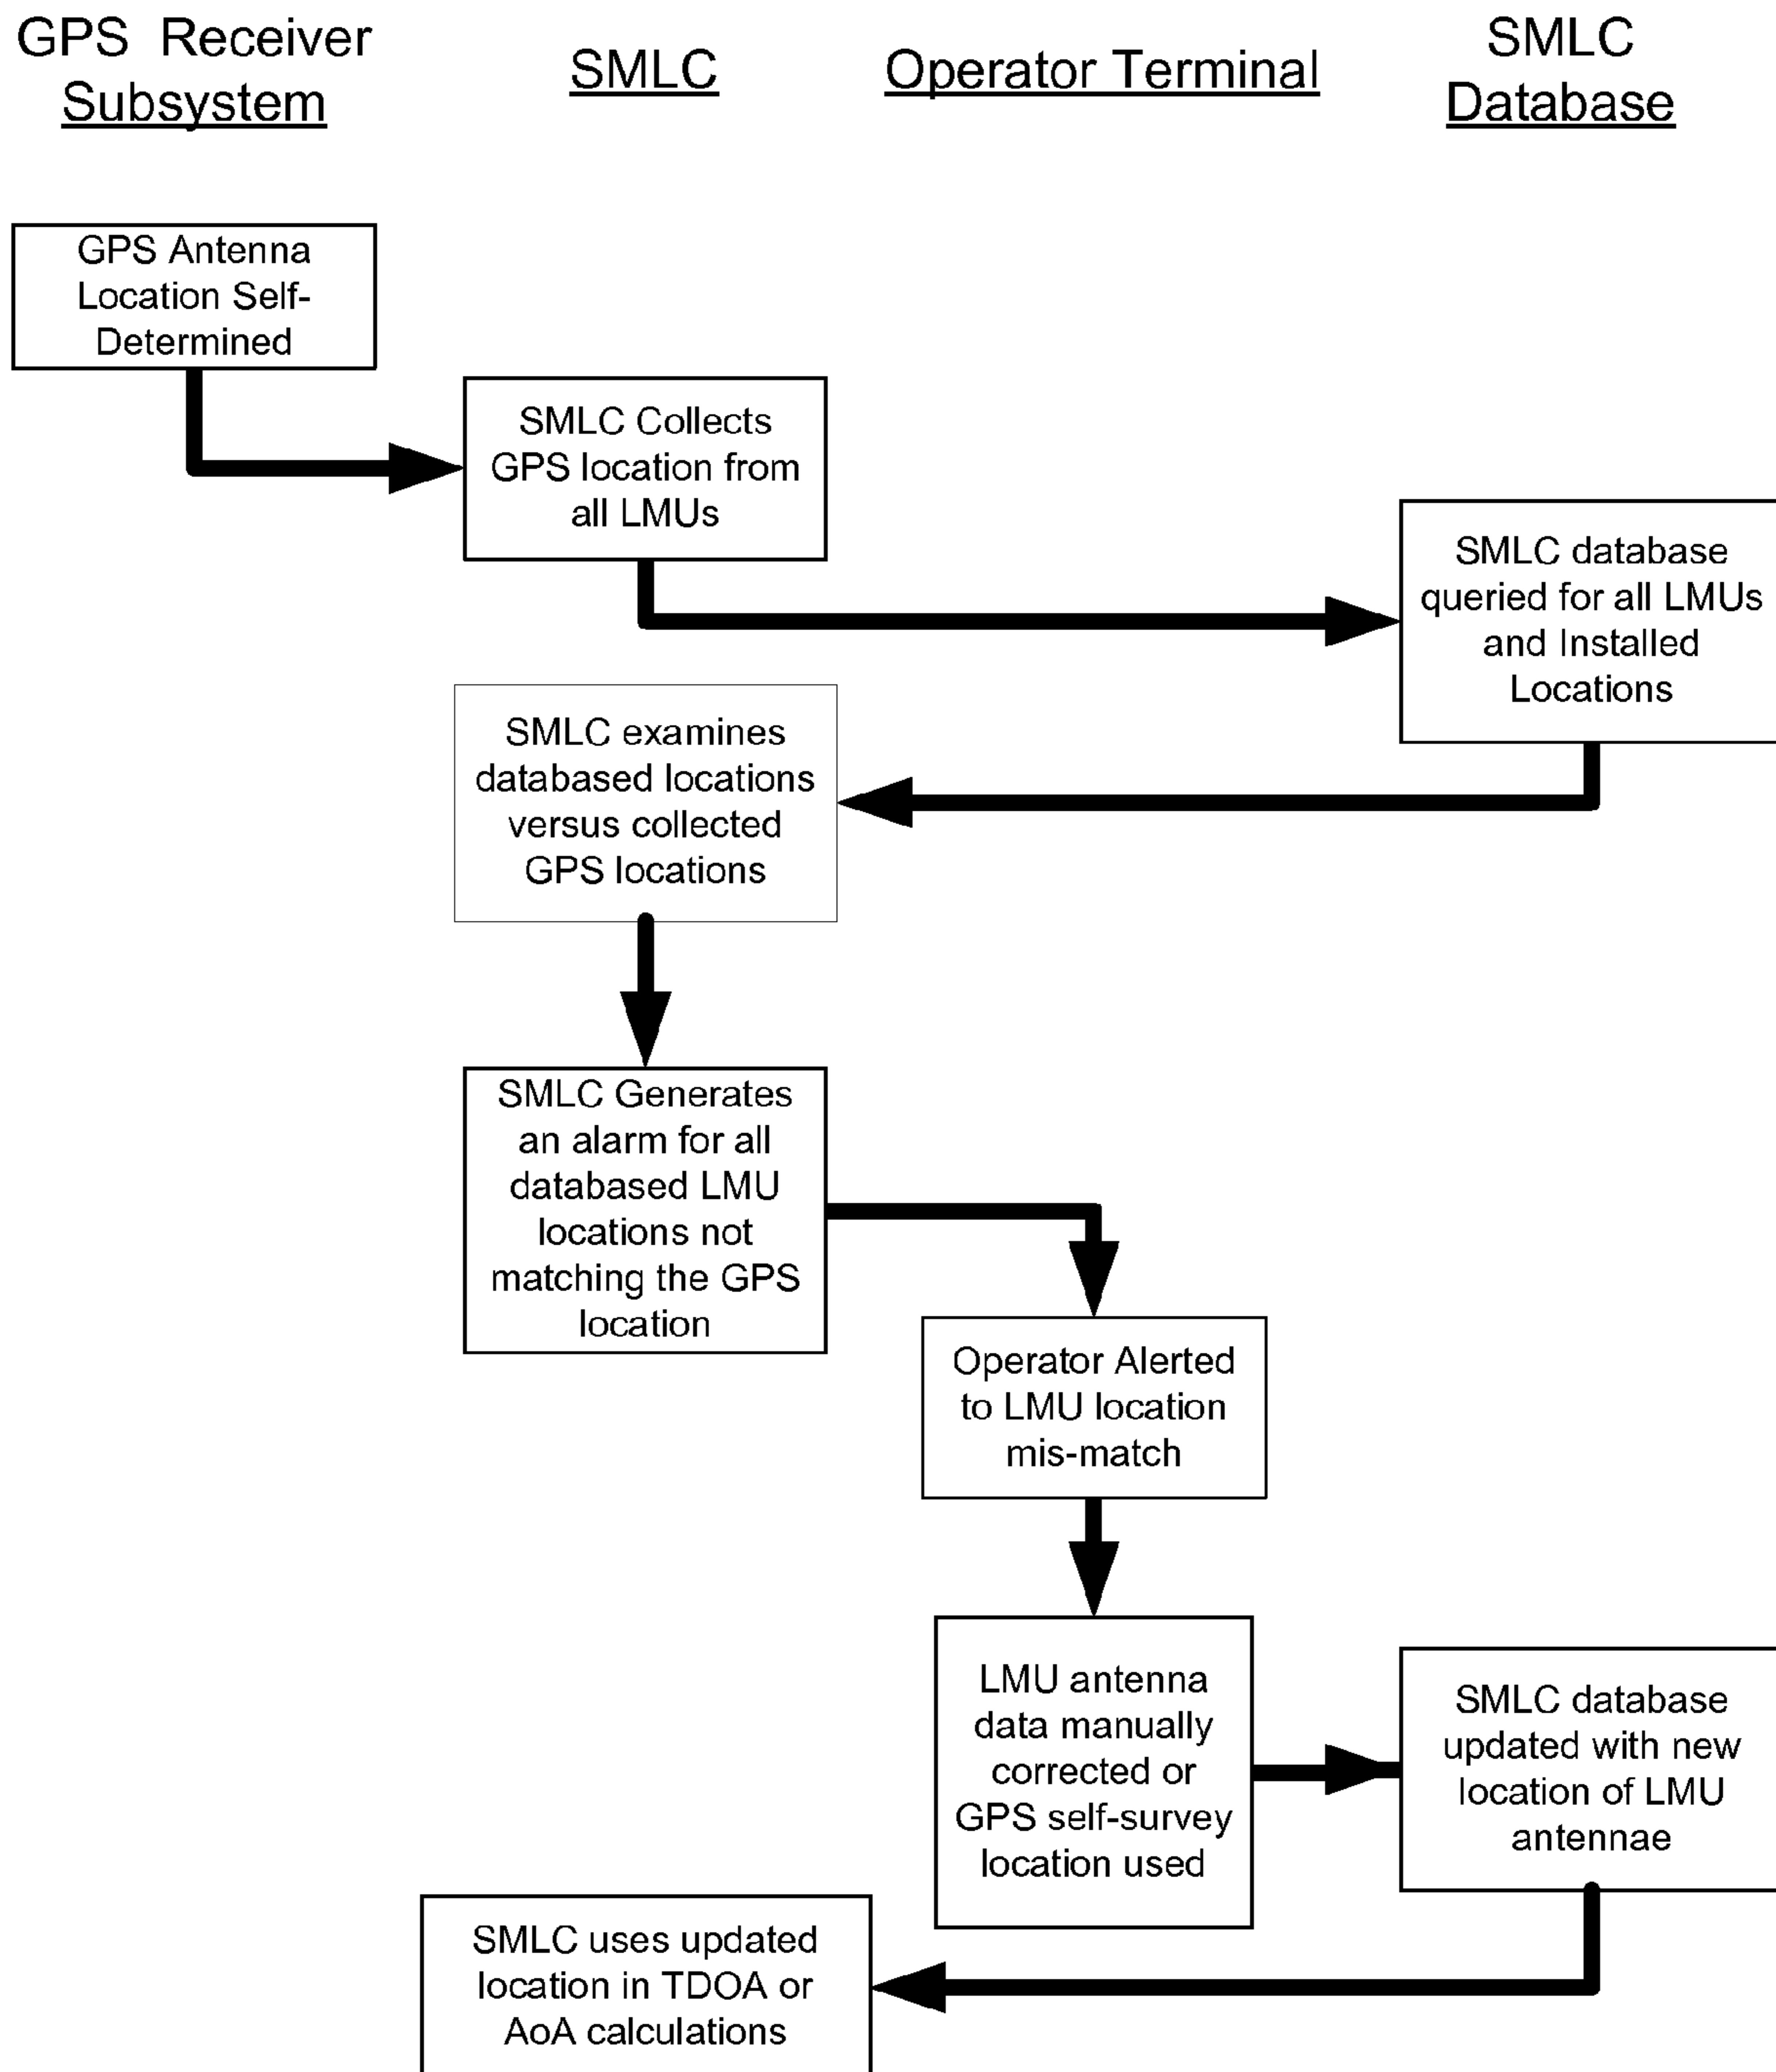 GPS Receiver
Subsystem
SMLC
Operator Terminal
SMLC
Database
GPS Antenna
Location Self-
Determined
SMLC Collects
GPS location from
all LMUs
SMLC database
queried for all LMUs
and Installed
Locations
SMLC examines
databased locations
versus collected
GPS locations
SMLC Generates
an alarm for all
databased LMU
locations not
matching the GPS
location
Operator Alerted
to LMU location
mis-match
LMU antenna
data manually
corrected or
GPS self-survey
location used
SMLC database
updated with new
location of LMU
antennae
SMLC uses updated
location in TDOA or
AoA calculations